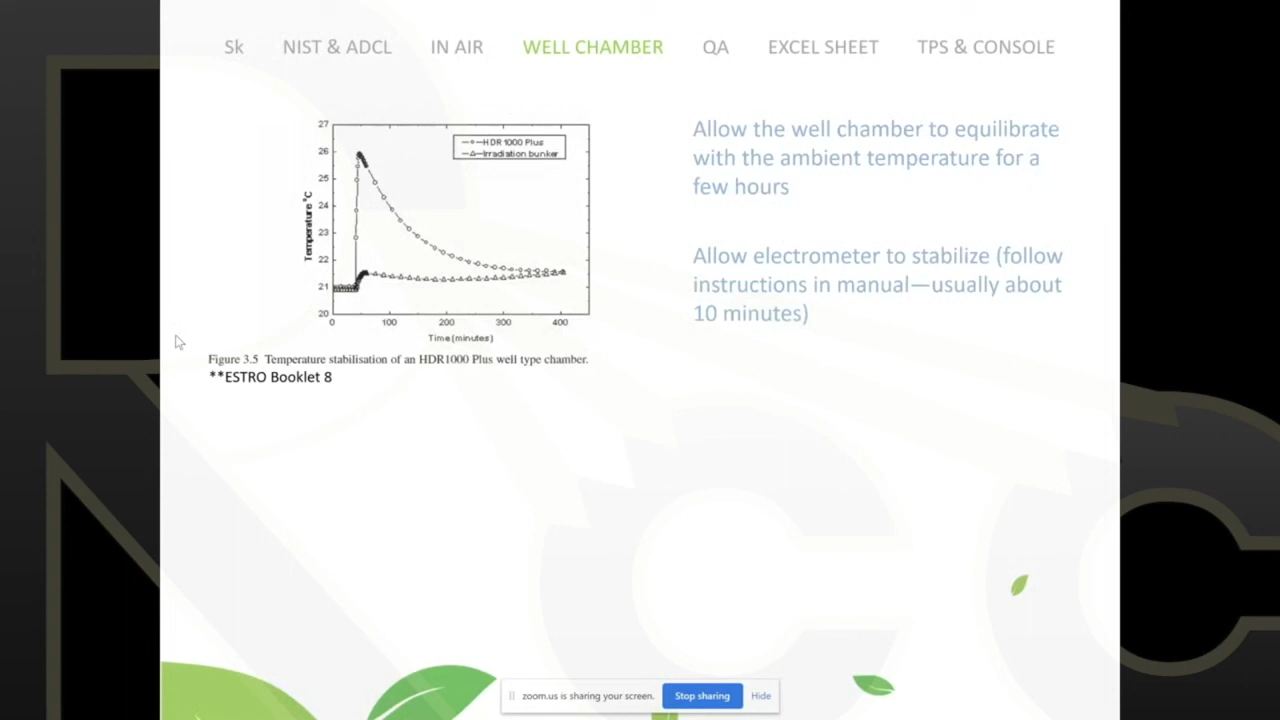 Sk NIST & ADCL IN AIR WELL CHAMBER QA EXCEL SHEET TPS & CONSOLE
27
26
25
24
23
22
21
20
Temperature °C
HDR 1000 Plus
Irradiation bunker
0 100 200 300 400
Time (minutes)
Figure 3.5 Temperature stabilisation of an HDR1000 Plus well type chamber.
**ESTRO Booklet 8
Allow the well chamber to equilibrate
with the ambient temperature for a
few hours
Allow electrometer to stabilize (follow
instructions in manual—usually about
10 minutes)
zoom.us is sharing your screen. Stop sharing Hide